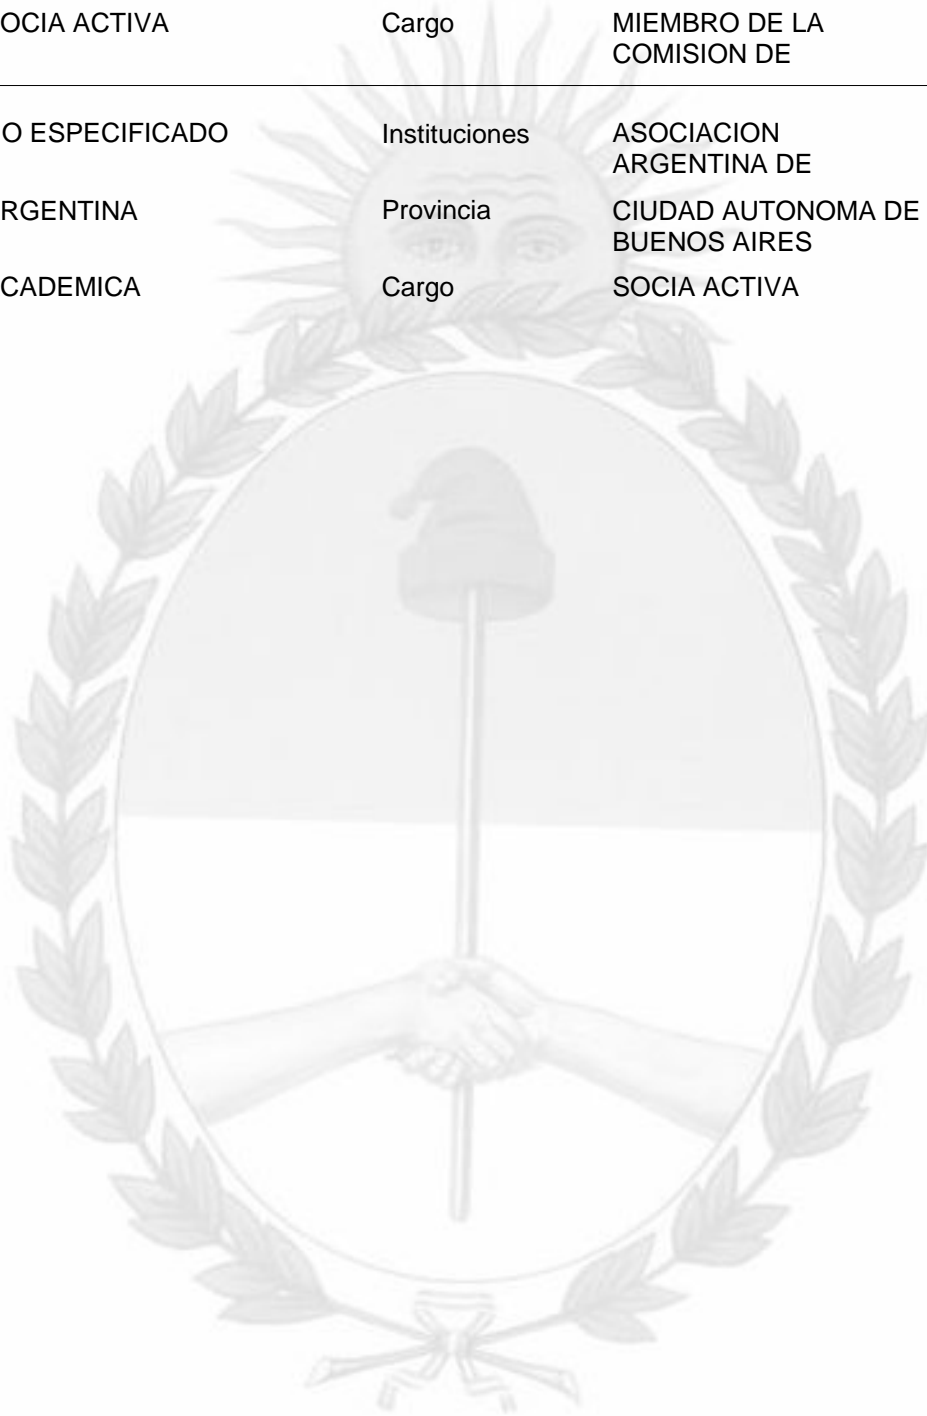 OCIA ACTIVA Cargo MIEMBRO DE LA
COMISION DE
O ESPECIFICADO Instituciones ASOCIACION
ARGENTINA DE
RGENTINA Provincia CIUDAD AUTONOMA DE
BUENOS AIRES
CADEMICA Cargo SOCIA ACTIVA